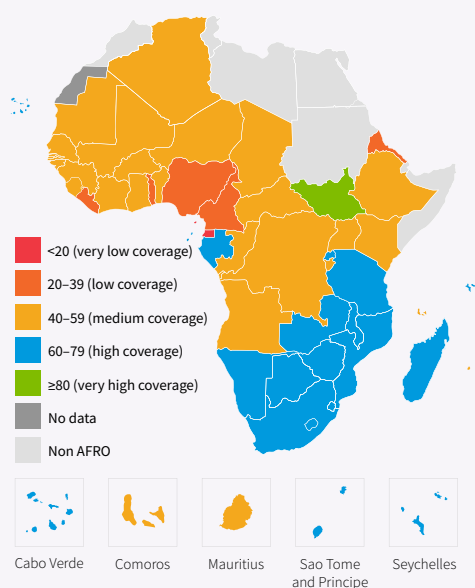 <20 (very low coverage)
20–39 (low coverage)
40–59 (medium coverage)
60–79 (high coverage)
≥80 (very high coverage)
No data
Non AFRO
Cabo Verde
Comoros
Mauritius
Sao Tome
and Principe
Seychelles